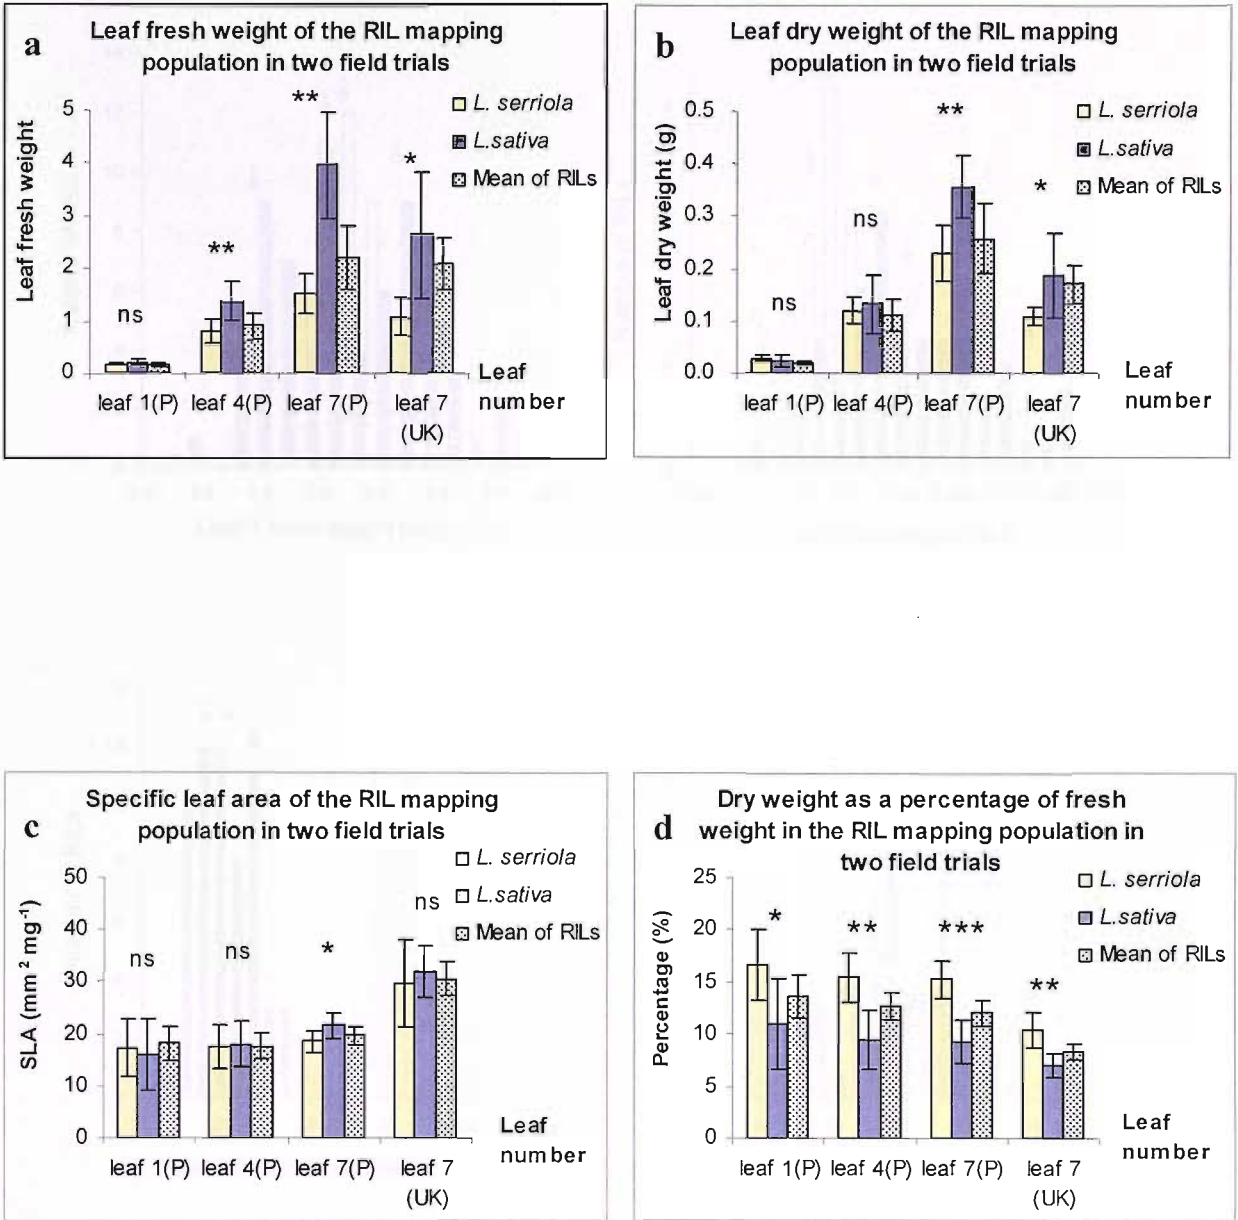 a
Leaf fresh weight of the RIL mapping
population in two field trials
Leaf fresh weight
5
4
3
2
1
0
ns
**
**
*
L. serriola
L.sativa
Mean of RILs
leaf 1(P) leaf 4(P) leaf 7(P) leaf 7
(UK)
Leaf
number
b
Leaf dry weight of the RIL mapping
population in two field trials
Leaf dry weight (g)
0.5
0.4
0.3
0.2
0.1
0.0
ns
ns
**
*
L. serriola
L.sativa
Mean of RILs
leaf 1(P) leaf 4(P) leaf 7(P) leaf 7
(UK)
Leaf
number
c
Specific leaf area of the RIL mapping
population in two field trials
SLA (mm² mg⁻¹)
50
40
30
20
10
0
ns
ns
*
ns
L. serriola
L.sativa
Mean of RILs
leaf 1(P) leaf 4(P) leaf 7(P) leaf 7
(UK)
Leaf
number
d
Dry weight as a percentage of fresh
weight in the RIL mapping population in
two field trials
Percentage (%)
25
20
15
10
5
0
*
**
***
**
L. serriola
L.sativa
Mean of RILs
leaf 1(P) leaf 4(P) leaf 7(P) leaf 7
(UK)
Leaf
number